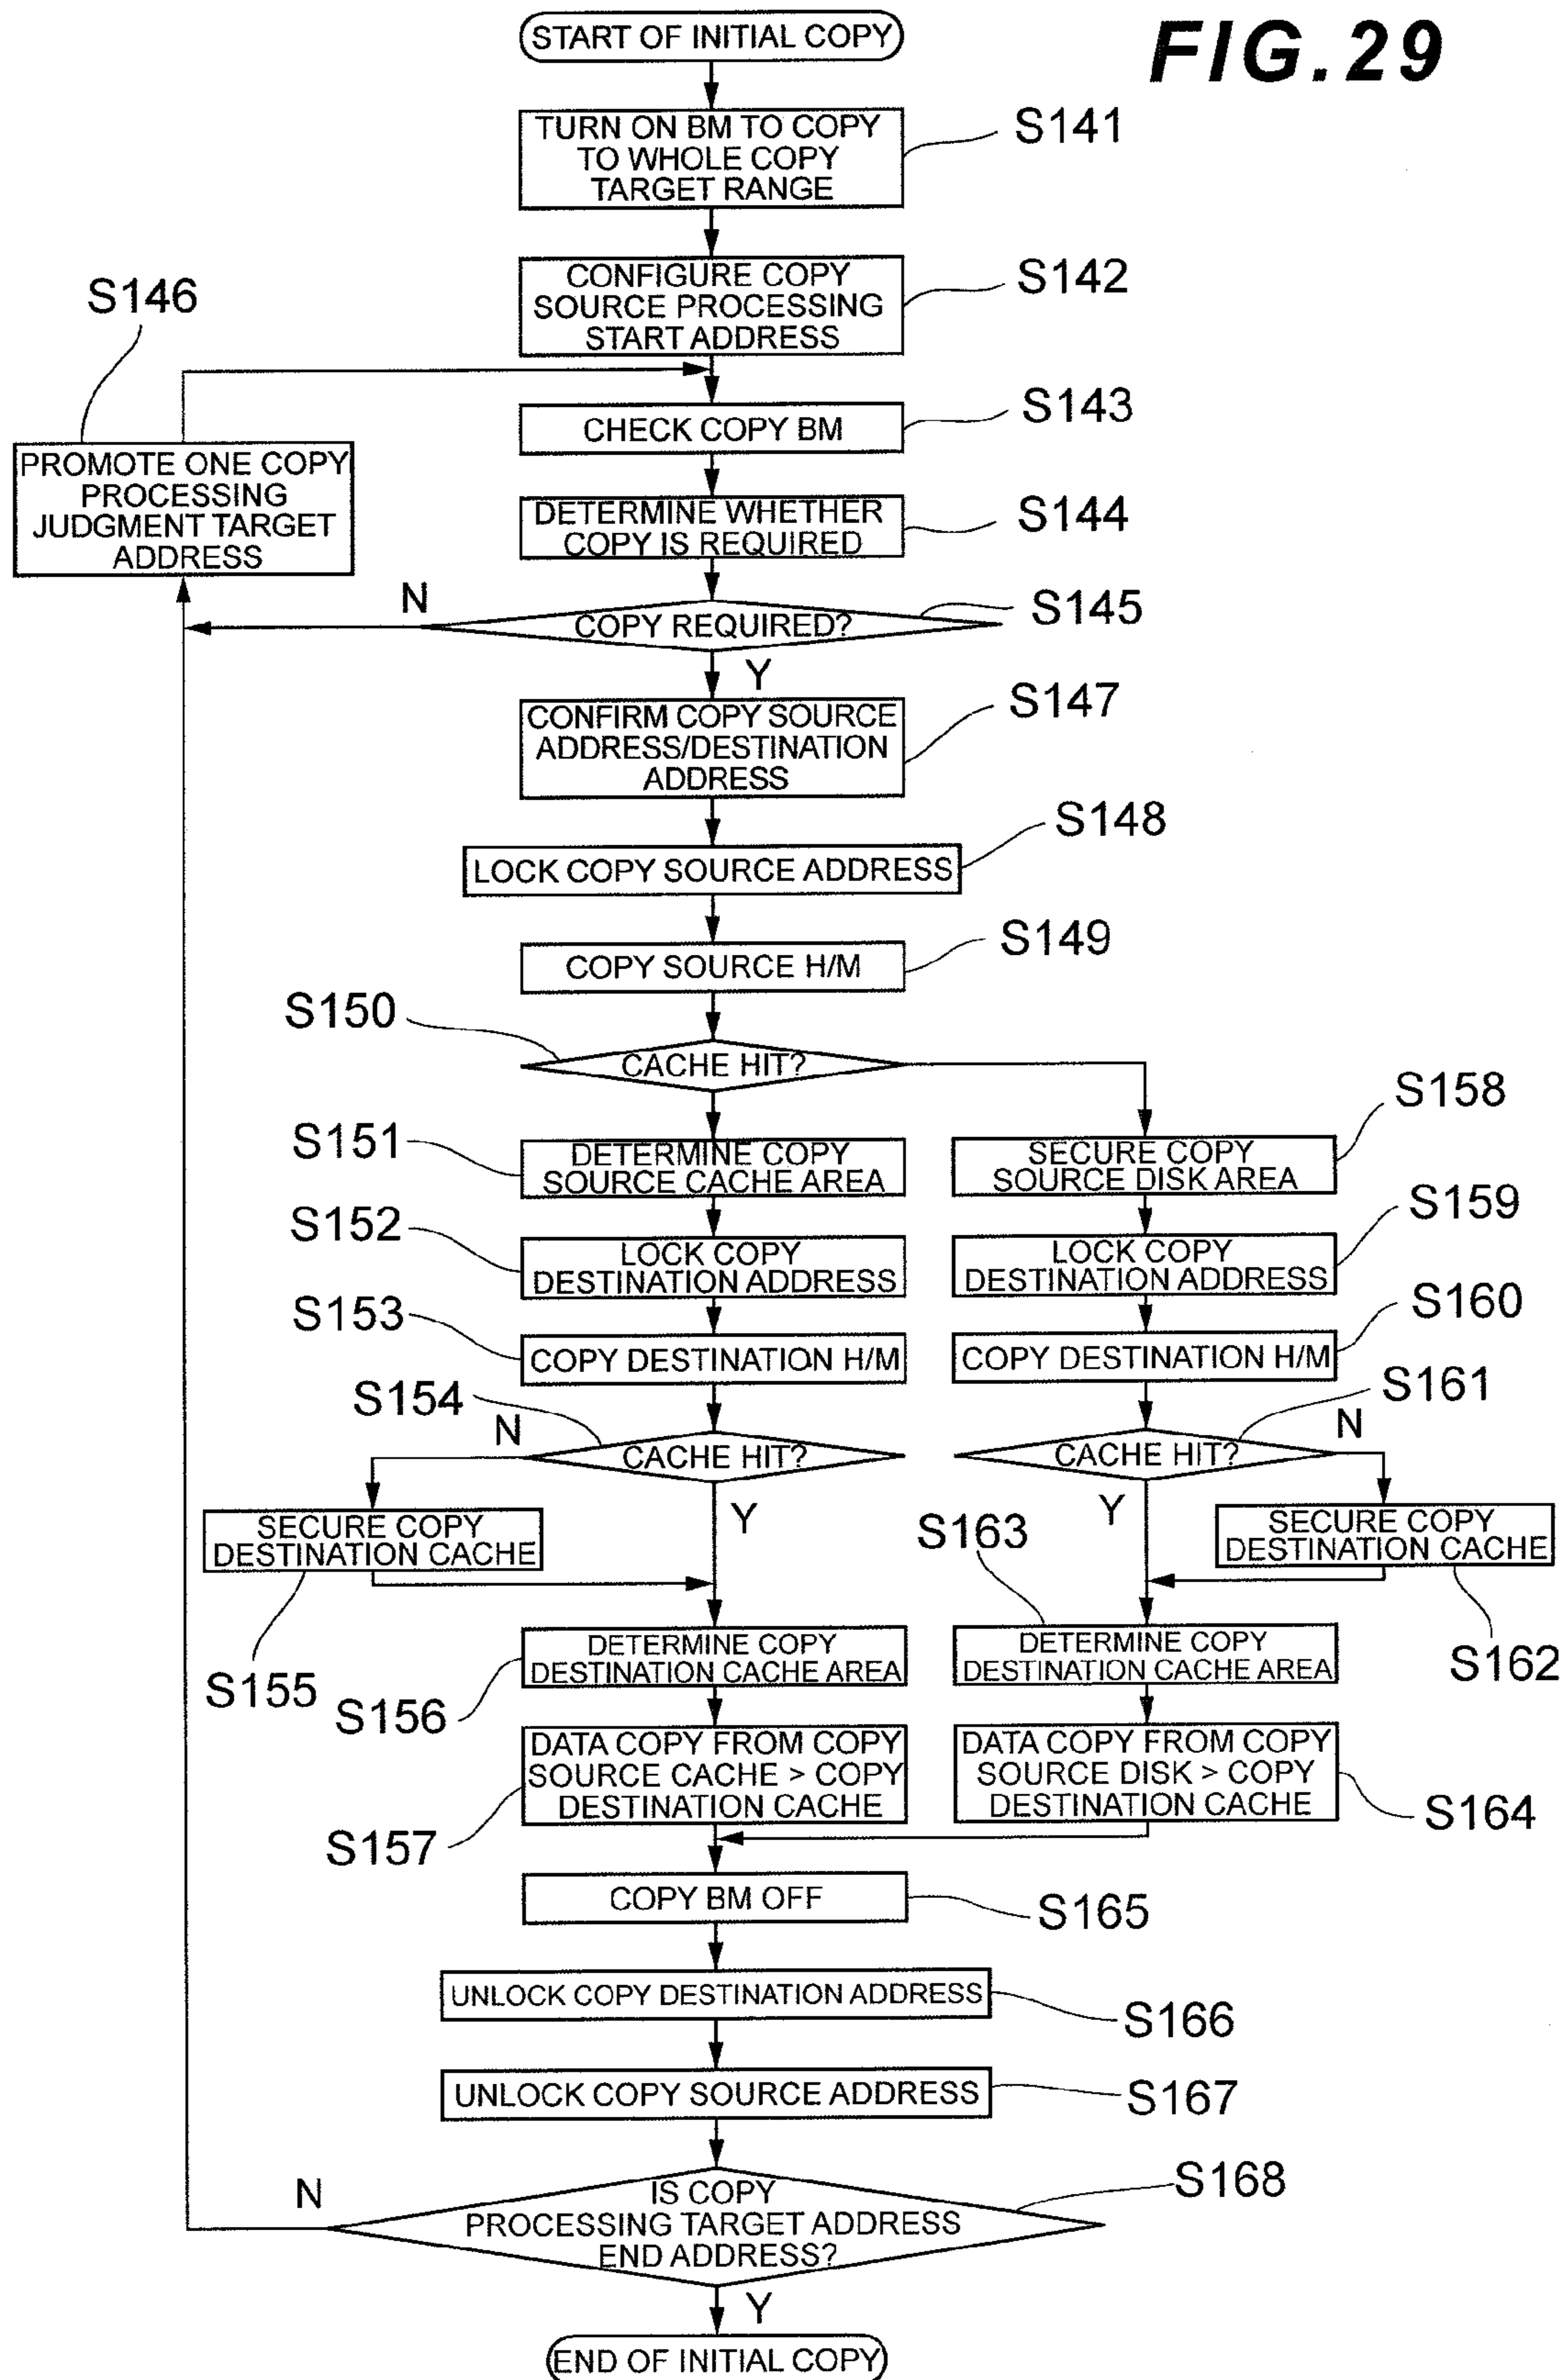 FIG.29
START OF INITIAL COPY
S141
TURN ON BM TO COPY
TO WHOLE COPY
TARGET RANGE
S142
CONFIGURE COPY
SOURCE PROCESSING
START ADDRESS
S146
PROMOTE ONE COPY
PROCESSING
JUDGMENT TARGET
ADDRESS
S143
CHECK COPY BM
S144
DETERMINE WHETHER
COPY IS REQUIRED
N
S145
COPY REQUIRED?
Y
S147
CONFIRM COPY SOURCE
ADDRESS/DESTINATION
ADDRESS
S148
LOCK COPY SOURCE ADDRESS
S149
COPY SOURCE H/M
S150
CACHE HIT?
S151
DETERMINE COPY
SOURCE CACHE AREA
S158
SECURE COPY
SOURCE DISK AREA
S152
LOCK COPY
DESTINATION ADDRESS
S159
LOCK COPY
DESTINATION ADDRESS
S153
COPY DESTINATION H/M
S160
COPY DESTINATION H/M
S154
N
CACHE HIT?
Y
S161
N
CACHE HIT?
Y
SECURE COPY
DESTINATION CACHE
S155
S163
SECURE COPY
DESTINATION CACHE
S162
DETERMINE COPY
DESTINATION CACHE AREA
S156
DETERMINE COPY
DESTINATION CACHE AREA
DATA COPY FROM COPY
SOURCE CACHE > COPY
DESTINATION CACHE
S157
DATA COPY FROM COPY
SOURCE DISK > COPY
DESTINATION CACHE
S164
COPY BM OFF
S165
UNLOCK COPY DESTINATION ADDRESS
S166
UNLOCK COPY SOURCE ADDRESS
S167
N
S168
IS COPY
PROCESSING TARGET ADDRESS
END ADDRESS?
Y
END OF INITIAL COPY